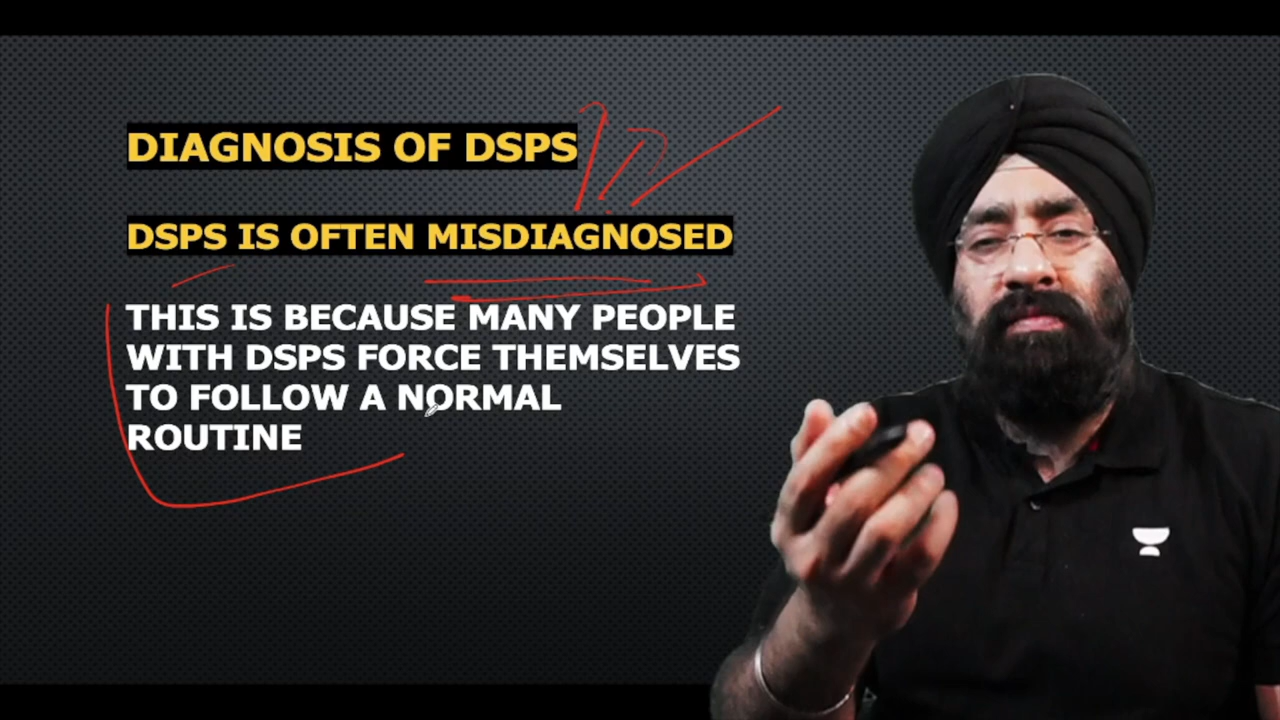 DIAGNOSIS OF DSPS
DSPS IS OFTEN MISDIAGNOSED
THIS IS BECAUSE MANY PEOPLE
WITH DSPS FORCE THEMSELVES
TO FOLLOW A NORMAL
ROUTINE